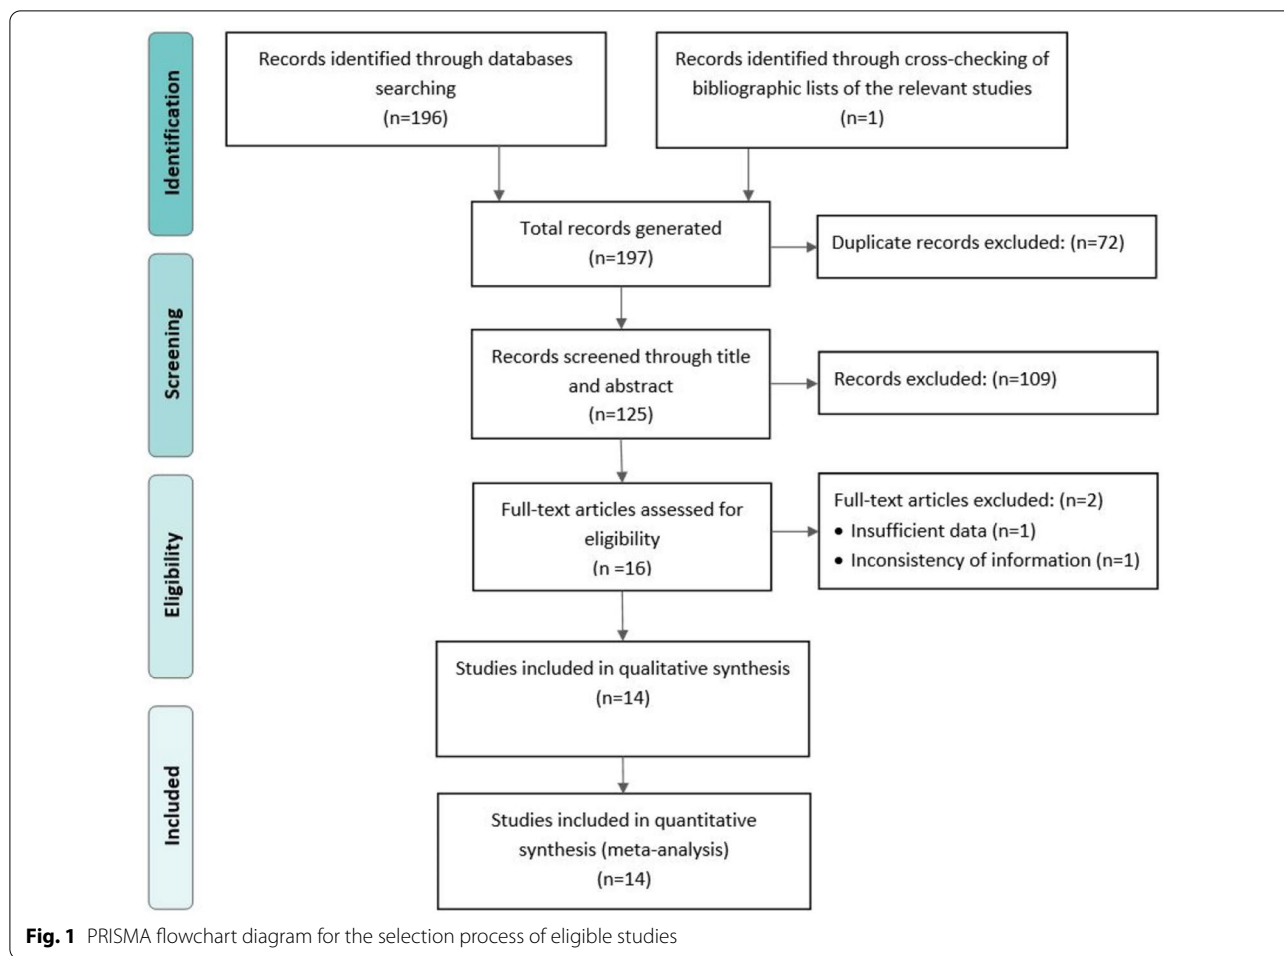 Identification
Records identified through databases
searching
(n=196)
Records identified through cross-checking of
bibliographic lists of the relevant studies
(n=1)
Total records generated
(n=197)
Duplicate records excluded: (n=72)
Screening
Records screened through title
and abstract
(n=125)
Records excluded: (n=109)
Eligibility
Full-text articles assessed for
eligibility
(n =16)
Full-text articles excluded: (n=2)
• Insufficient data (n=1)
• Inconsistency of information (n=1)
Studies included in qualitative synthesis
(n=14)
Included
Studies included in quantitative
synthesis (meta-analysis)
(n=14)
Fig. 1 PRISMA flowchart diagram for the selection process of eligible studies